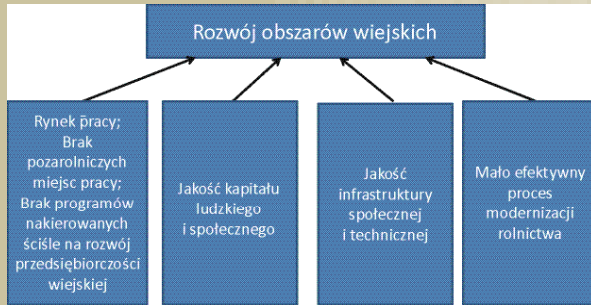 Rozwój obszarów wiejskich
Rynek pracy;
Brak
pozarolniczych
miejsc pracy;
Brak programów
nakierowanych
ściśle na rozwój
przedsiębiorczości
wiejskiej
Jakość kapitału
ludzkiego
i społecznego
Jakość
infrastruktury
społecznej
i technicznej
Mało efektywny
proces
modernizacji
rolnictwa